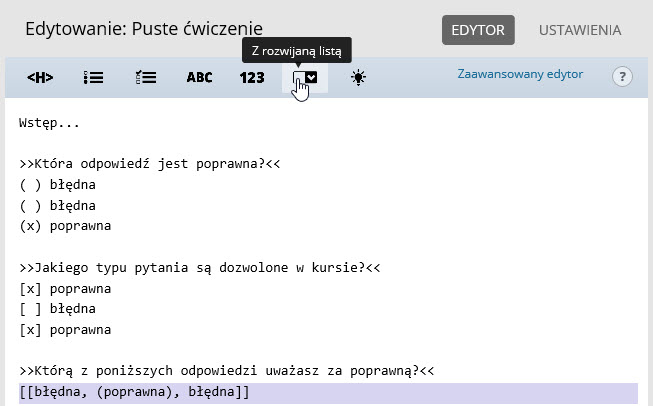 Edytowanie: Puste ćwiczenie
EDYTOR
USTAWIENIA
Z rozwijaną listą
<H>
ABC
123
Zaawansowany edytor
?
Wstęp...
>>Która odpowiedź jest poprawna?<<
( ) błędna
( ) błędna
(x) poprawna
>>Jakiego typu pytania są dozwolone w kursie?<<
[x] poprawna
[ ] błędna
[x] poprawna
>>Którą z poniższych odpowiedzi uważasz za poprawną?<<
[[błędna, (poprawna), błędna]]